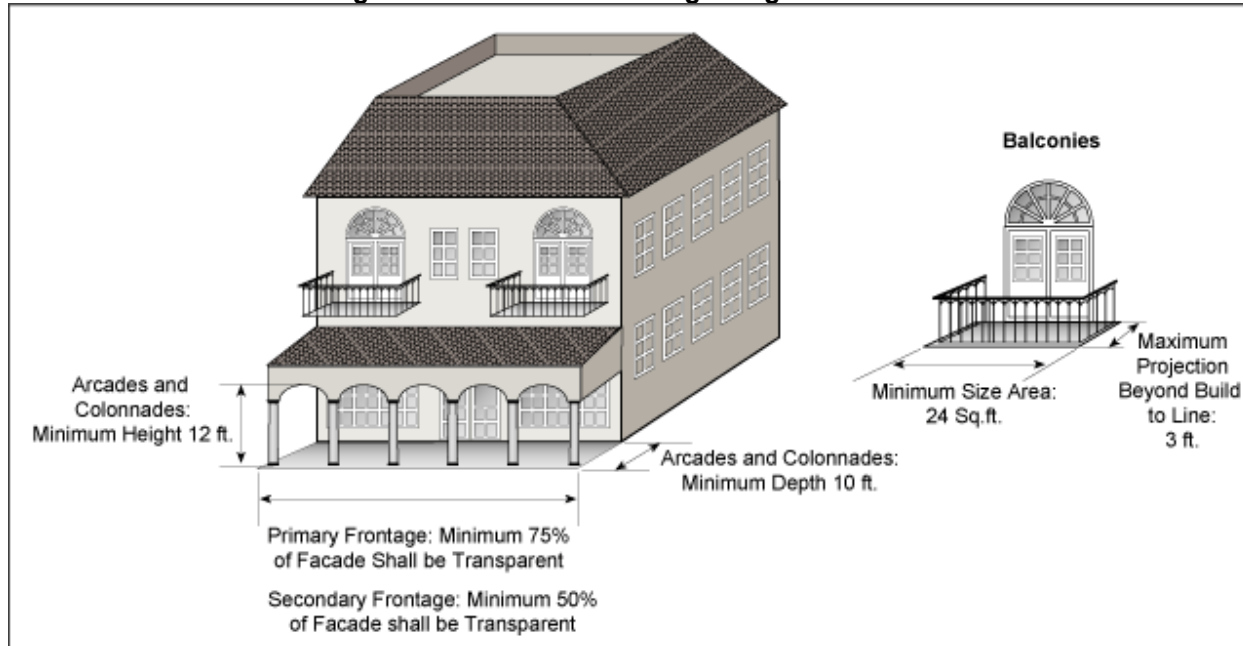 Balconies
Arcades and
Colonnades:
Minimum Height 12 ft.
Maximum
Projection
Beyond Build
to Line:
3 ft.
Minimum Size Area:
24 Sq.ft.
Arcades and Colonnades:
Minimum Depth 10 ft.
Primary Frontage: Minimum 75%
of Facade Shall be Transparent
Secondary Frontage: Minimum 50%
of Facade shall be Transparent